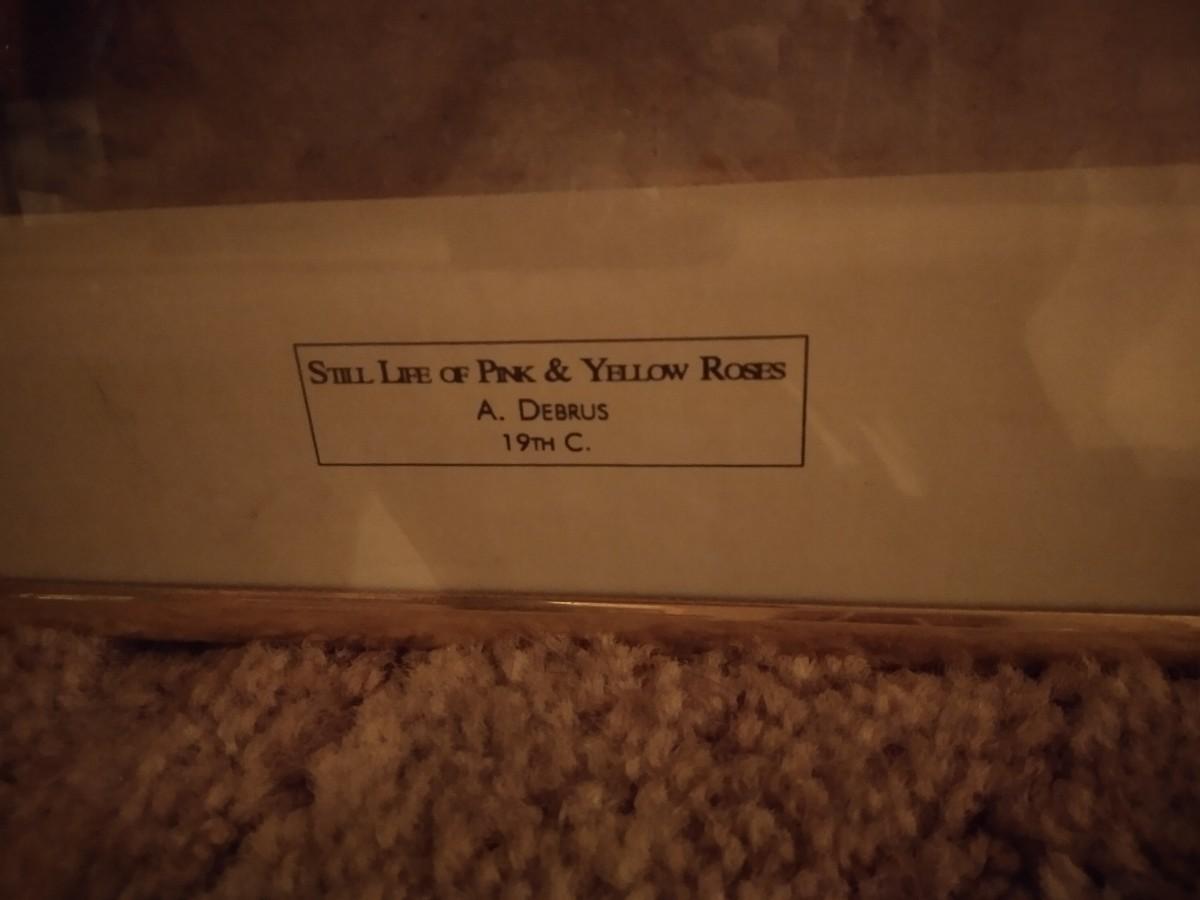 STILL LIFE OF PINK & YELLOW ROSES
A. DEBRUS
19TH C.